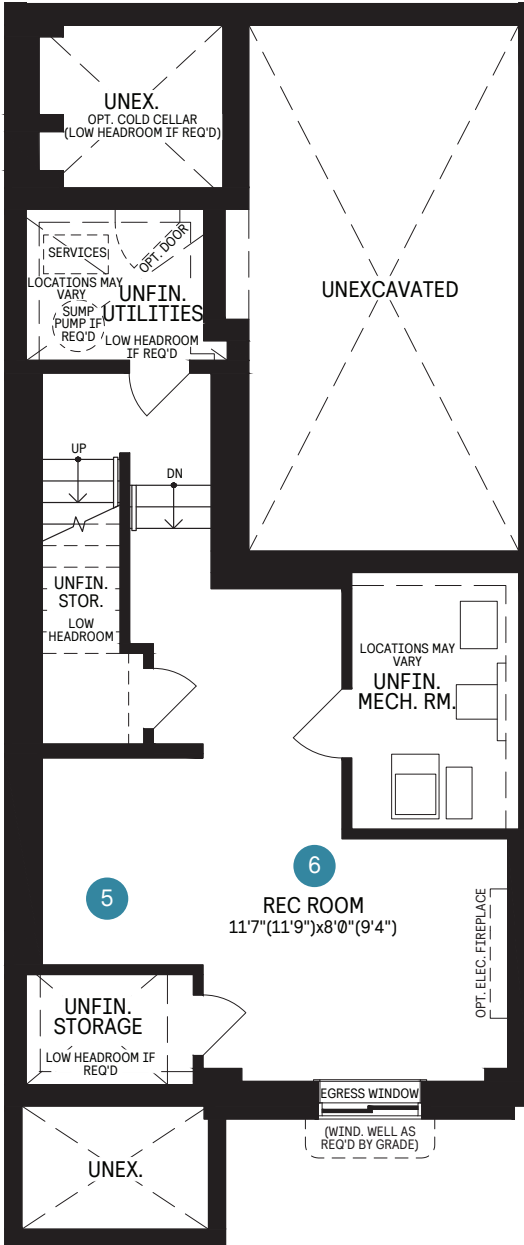 UNEX.
OPT. COLD CELLAR
(LOW HEADROOM IF REQ'D)
UNEXCAVATED
OPT. DOOR
SERVICES
LOCATIONS MAY
VARY
SUMP
PUMP IF
REQ'D
UNFIN.
UTILITIES
LOW HEADROOM
IF REQ'D
UP
DN
UNFIN.
STOR.
LOW
HEADROOM
LOCATIONS MAY
VARY
UNFIN.
MECH. RM.
5
6
REC ROOM
11'7"(11'9")x8'0"(9'4")
OPT. ELEC. FIREPLACE
UNFIN.
STORAGE
LOW HEADROOM IF
REQ'D
EGRESS WINDOW
(WIND. WELL AS
REQ'D BY GRADE)
UNEX.